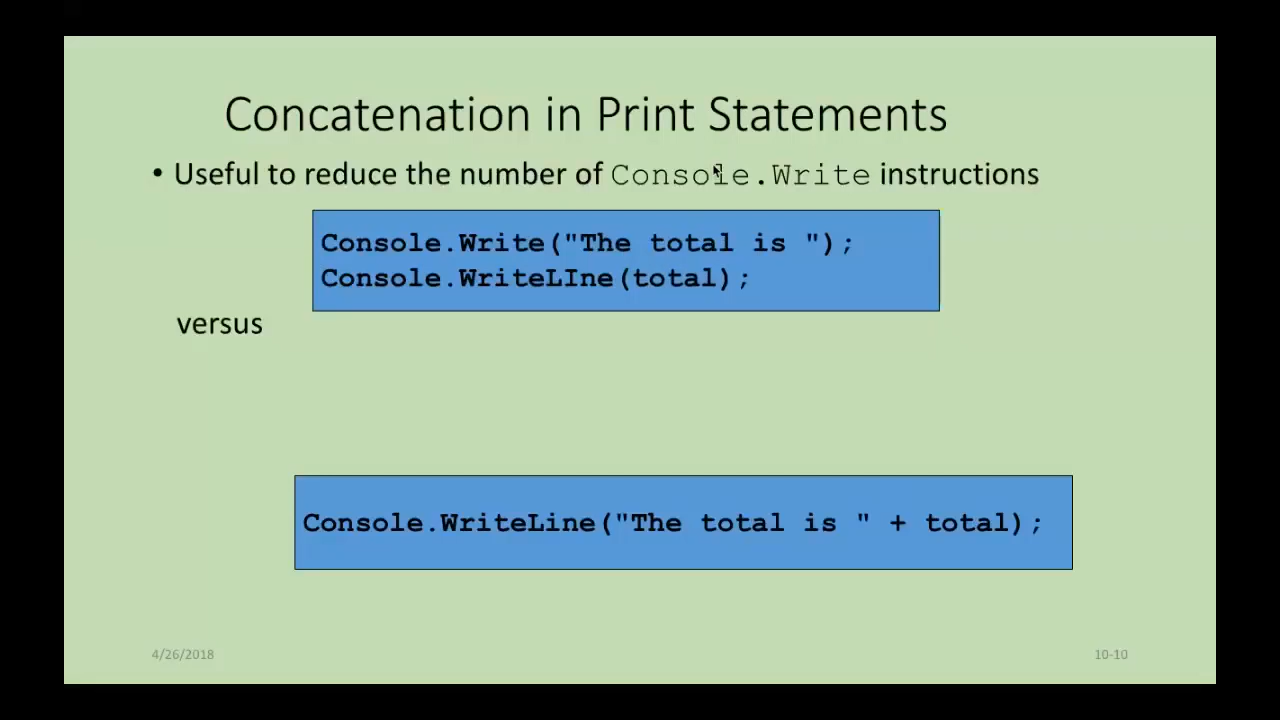 Concatenation in Print Statements
• Useful to reduce the number of Console.Write instructions
Console.Write("The total is ");
Console.WriteLIne(total);
versus
Console.WriteLine("The total is " + total);
4/26/2018
10-10